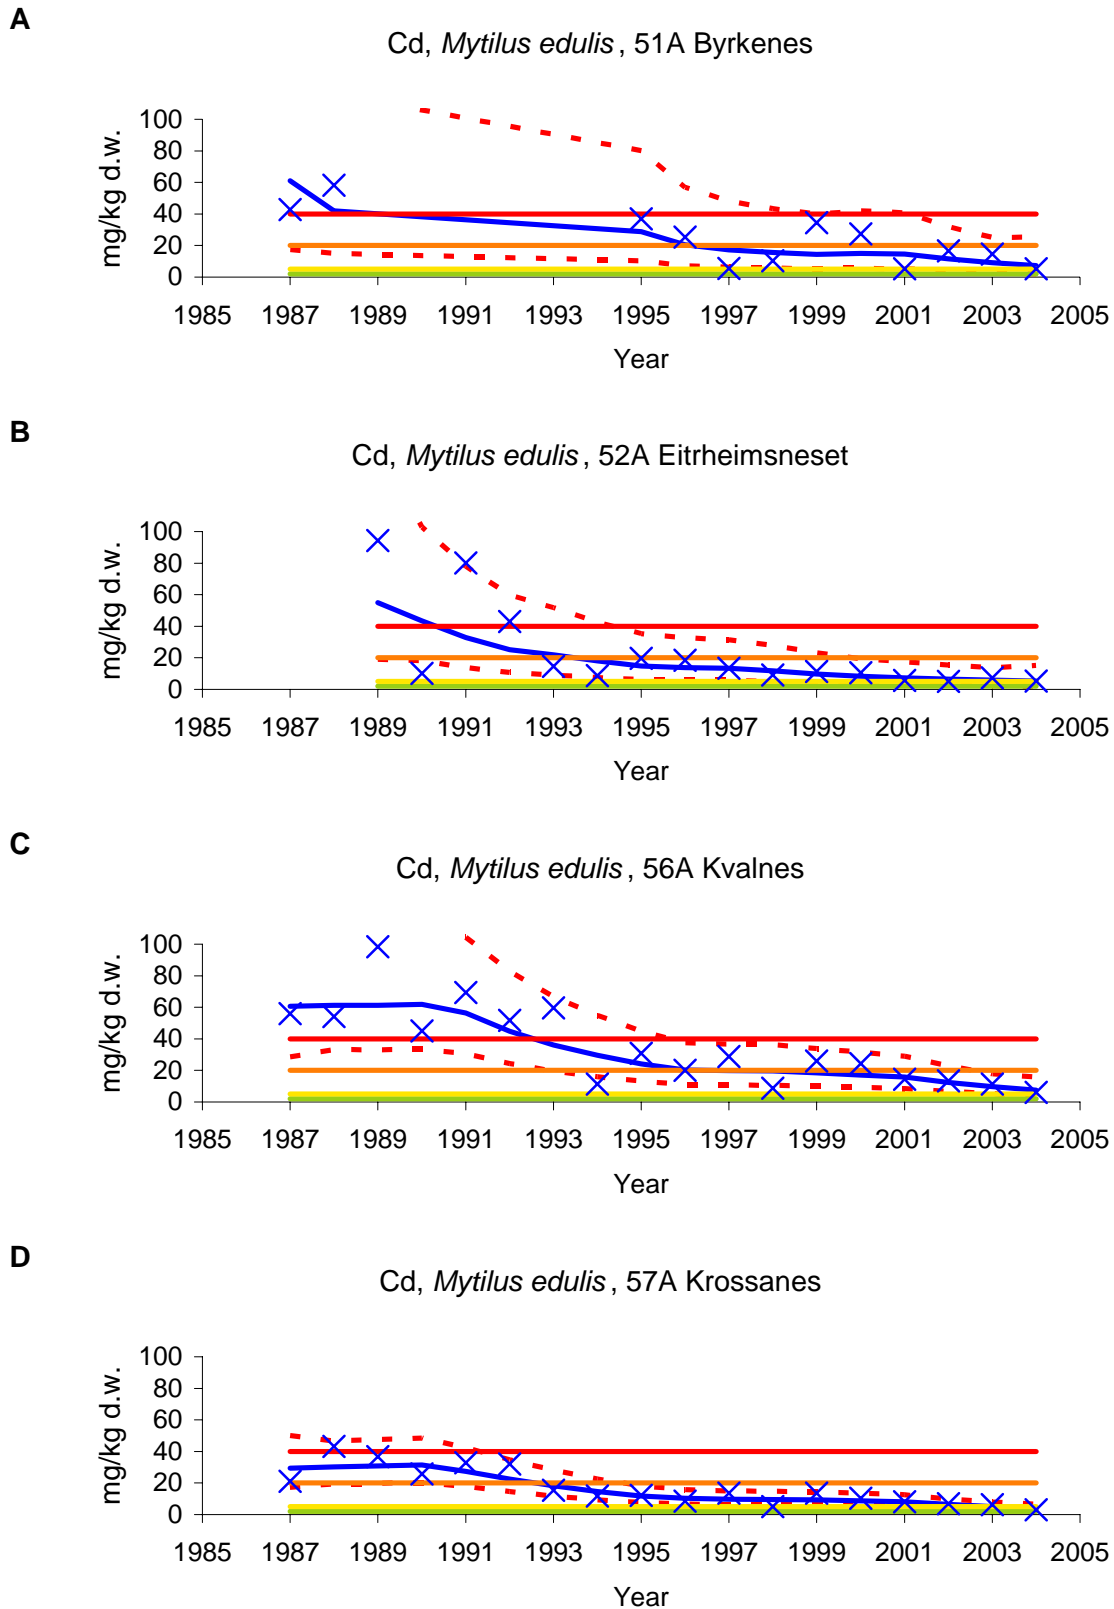 A
Cd, Mytilus edulis, 51A Byrkenes
mg/kg d.w.
100
80
60
40
20
0
1985 1987 1989 1991 1993 1995 1997 1999 2001 2003 2005
Year
B
Cd, Mytilus edulis, 52A Eitrheimsneset
mg/kg d.w.
100
80
60
40
20
0
1985 1987 1989 1991 1993 1995 1997 1999 2001 2003 2005
Year
C
Cd, Mytilus edulis, 56A Kvalnes
mg/kg d.w.
100
80
60
40
20
0
1985 1987 1989 1991 1993 1995 1997 1999 2001 2003 2005
Year
D
Cd, Mytilus edulis, 57A Krossanes
mg/kg d.w.
100
80
60
40
20
0
1985 1987 1989 1991 1993 1995 1997 1999 2001 2003 2005
Year